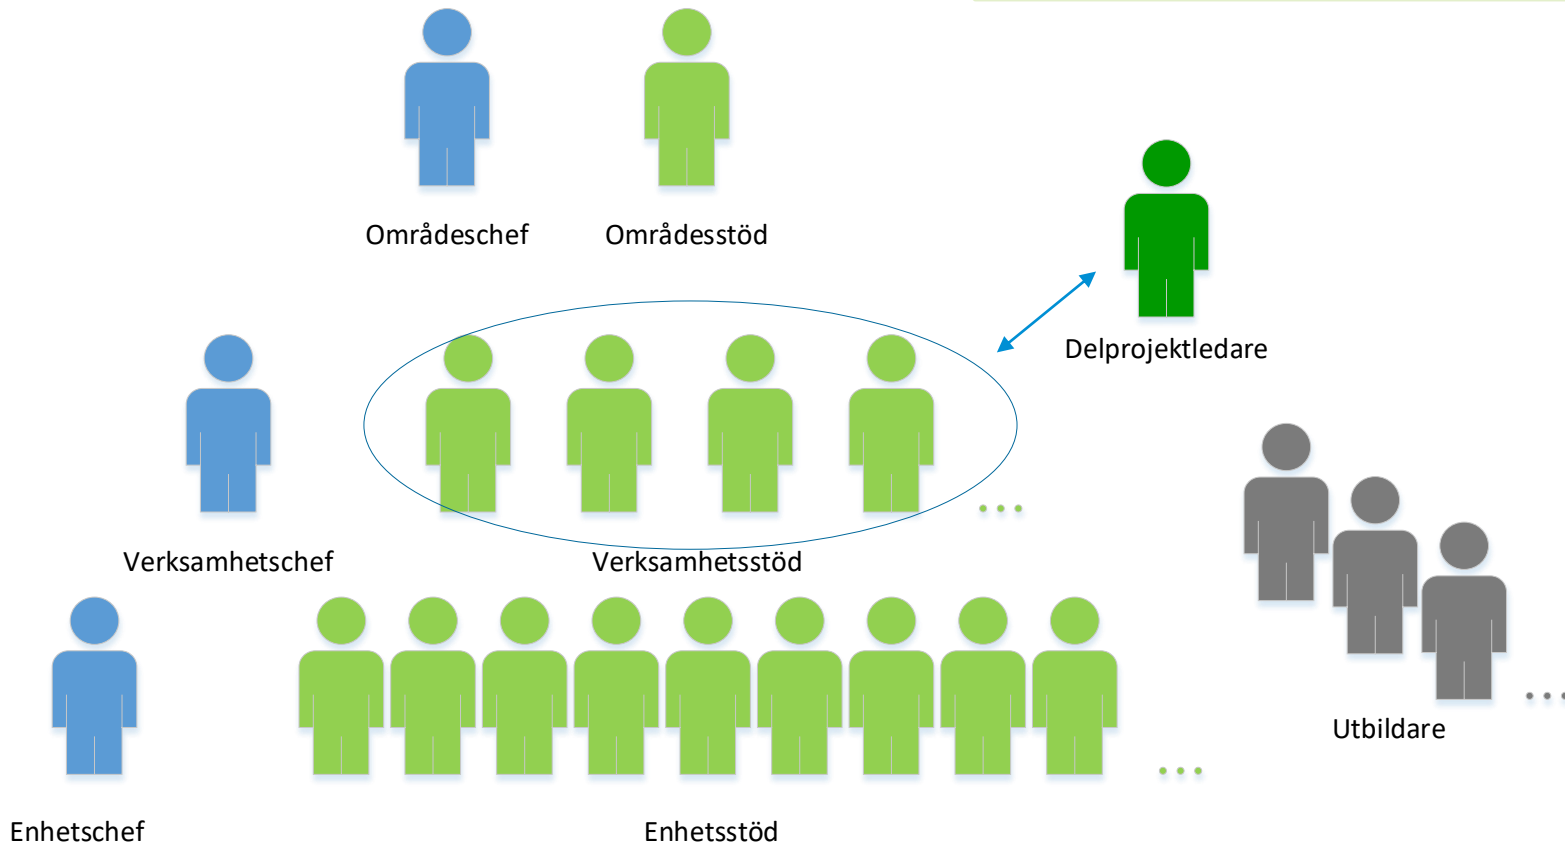 Områdeschef
Områdesstöd
Delprojektledare
Verksamhetschef
Verksamhetsstöd
Utbildare
Enhetschef
Enhetsstöd